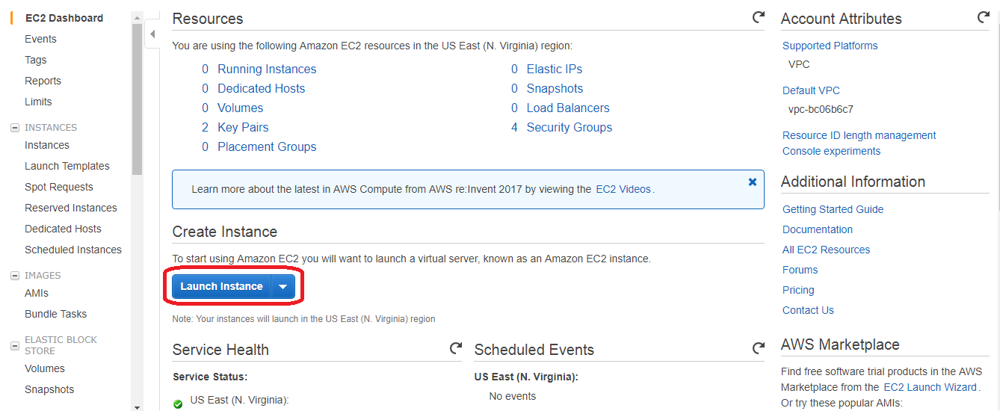 EC2 Dashboard
Events
Tags
Reports
Limits
INSTANCES
Instances
Launch Templates
Spot Requests
Reserved Instances
Dedicated Hosts
Scheduled Instances
IMAGES
AMIs
Bundle Tasks
ELASTIC BLOCK
STORE
Volumes
Snapshots
Resources
You are using the following Amazon EC2 resources in the US East (N. Virginia) region:
0 Running Instances
0 Dedicated Hosts
0 Volumes
2 Key Pairs
0 Placement Groups
0 Elastic IPs
0 Snapshots
0 Load Balancers
4 Security Groups
Learn more about the latest in AWS Compute from AWS re:Invent 2017 by viewing the EC2 Videos.
Create Instance
To start using Amazon EC2 you will want to launch a virtual server, known as an Amazon EC2 instance.
Launch Instance
Note: Your instances will launch in the US East (N. Virginia) region
Service Health
Service Status:
US East (N. Virginia):
Scheduled Events
US East (N. Virginia):
No events
Account Attributes
Supported Platforms
VPC
Default VPC
vpc-bc06b6c7
Resource ID length management
Console experiments
Additional Information
Getting Started Guide
Documentation
All EC2 Resources
Forums
Pricing
Contact Us
AWS Marketplace
Find free software trial products in the AWS
Marketplace from the EC2 Launch Wizard.
Or try these popular AMIs: